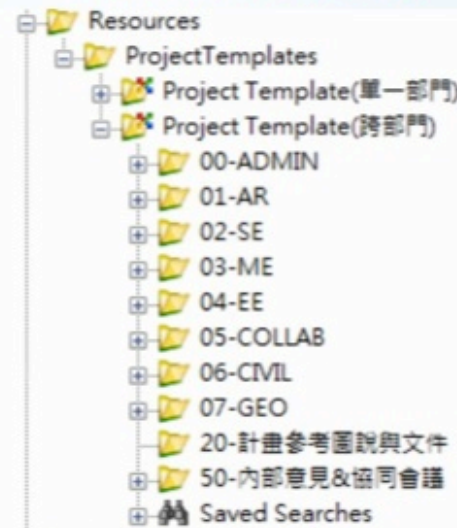 Resources
ProjectTemplates
Project Template(單一部門)
Project Template(跨部門)
00-ADMIN
01-AR
02-SE
03-ME
04-EE
05-COLLAB
06-CIVIL
07-GEO
20-計畫參考圖說與文件
50-內部意見&協同會議
Saved Searches